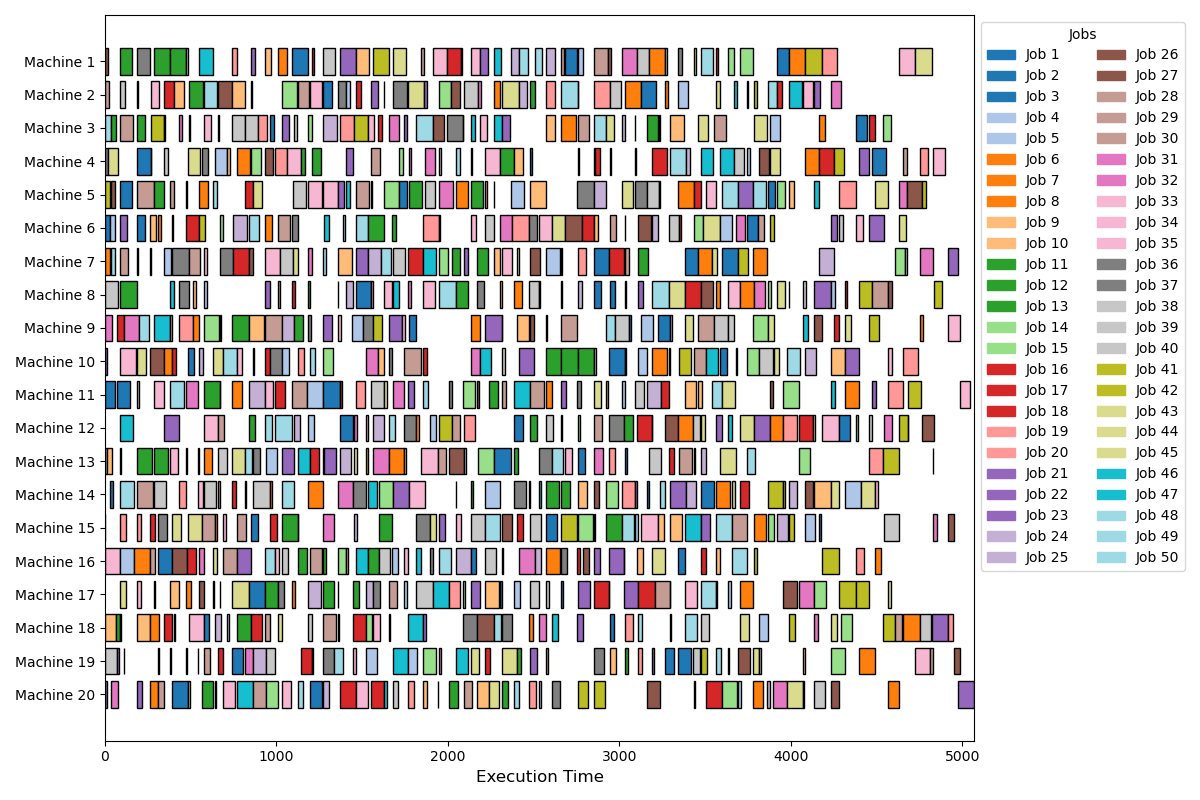 Machine 1
Machine 2
Machine 3
Machine 4
Machine 5
Machine 6
Machine 7
Machine 8
Machine 9
Machine 10
Machine 11
Machine 12
Machine 13
Machine 14
Machine 15
Machine 16
Machine 17
Machine 18
Machine 19
Machine 20
0 1000 2000 3000 4000 5000
Execution Time
Jobs
Job 1
Job 2
Job 3
Job 4
Job 5
Job 6
Job 7
Job 8
Job 9
Job 10
Job 11
Job 12
Job 13
Job 14
Job 15
Job 16
Job 17
Job 18
Job 19
Job 20
Job 21
Job 22
Job 23
Job 24
Job 25
Job 26
Job 27
Job 28
Job 29
Job 30
Job 31
Job 32
Job 33
Job 34
Job 35
Job 36
Job 37
Job 38
Job 39
Job 40
Job 41
Job 42
Job 43
Job 44
Job 45
Job 46
Job 47
Job 48
Job 49
Job 50